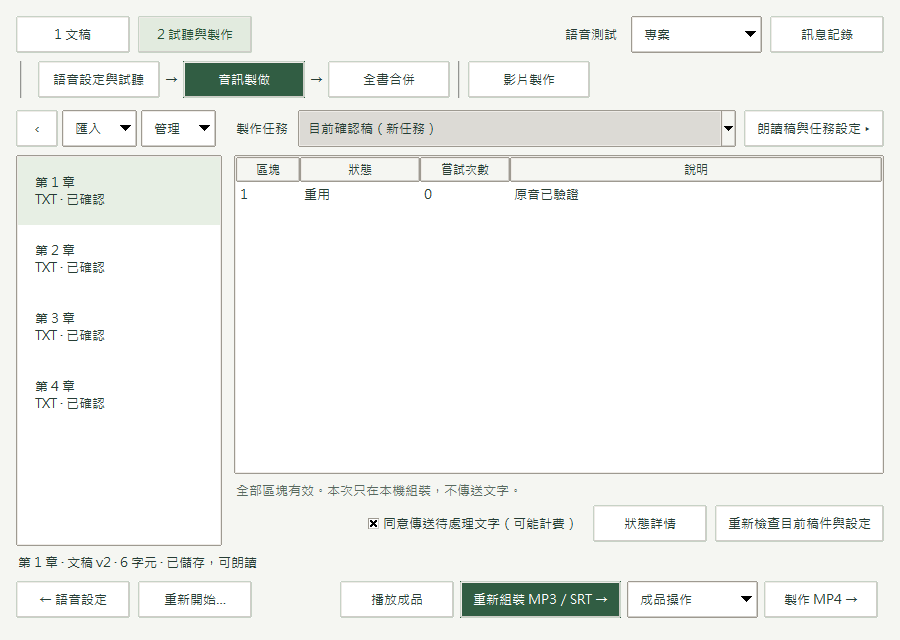 1 文稿
2 試聽與製作
語音測試
專案
訊息記錄
語音設定與試聽
→
音訊製做
→
全書合併
影片製作
‹
匯入
管理
製作任務
目前確認稿（新任務）
朗讀稿與任務設定 ▸
第 1 章
TXT · 已確認
第 2 章
TXT · 已確認
第 3 章
TXT · 已確認
第 4 章
TXT · 已確認
區塊 狀態 嘗試次數 說明
1 重用 0 原音已驗證
全部區塊有效。本次只在本機組裝，不傳送文字。
同意傳送待處理文字（可能計費）
狀態詳情
重新檢查目前稿件與設定
第 1 章 · 文稿 v2 · 6 字元 · 已儲存，可朗讀
← 語音設定
重新開始...
播放成品
重新組裝 MP3 / SRT →
成品操作
製作 MP4 →